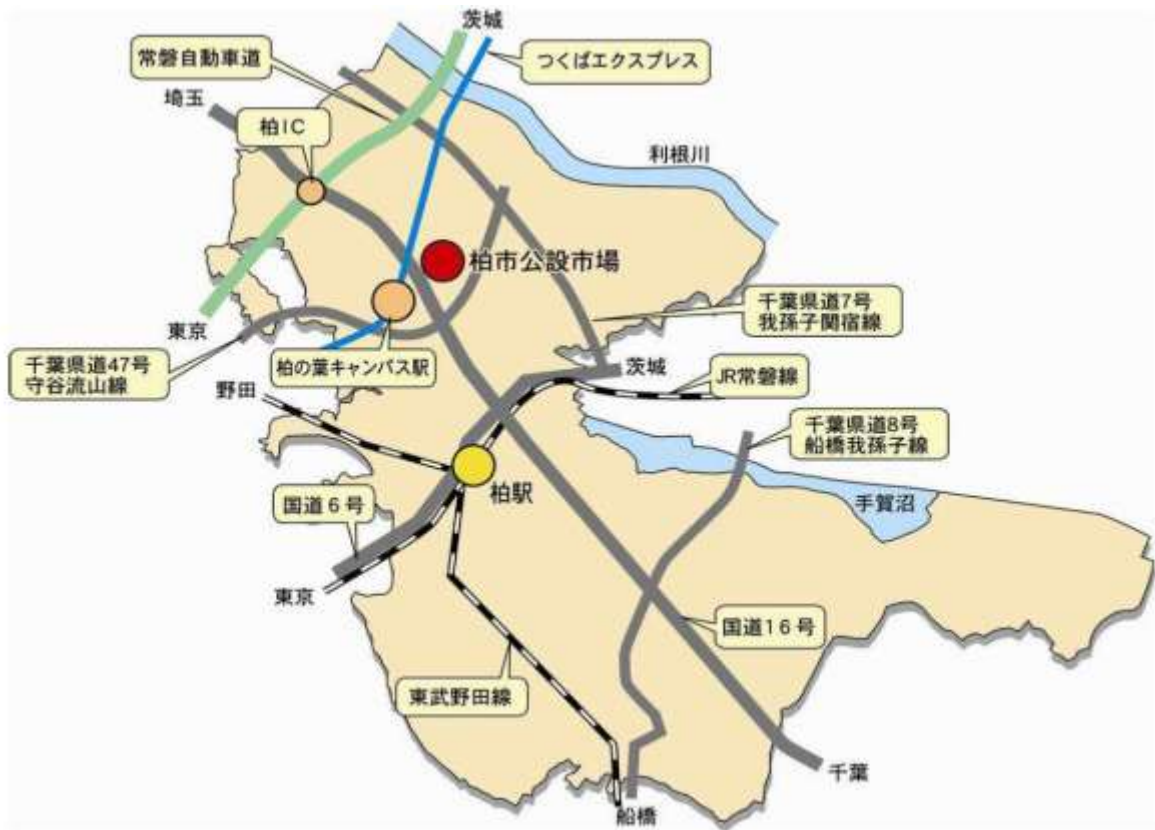 茨城
常磐自動車道
つくばエクスプレス
埼玉
柏IC
利根川
柏市公設市場
千葉県道7号
我孫子関宿線
東京
千葉県道47号
守谷流山線
柏の葉キャンパス駅
茨城
JR常磐線
野田
千葉県道8号
船橋我孫子線
柏駅
国道6号
手賀沼
東京
国道16号
東武野田線
千葉
船橋